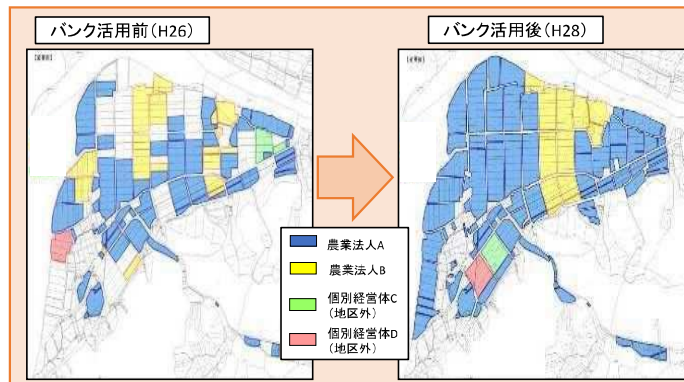 バンク活用前(H26)
バンク活用後(H28)
農業法人A
農業法人B
個別経営体C
(地区外)
個別経営体D
(地区外)